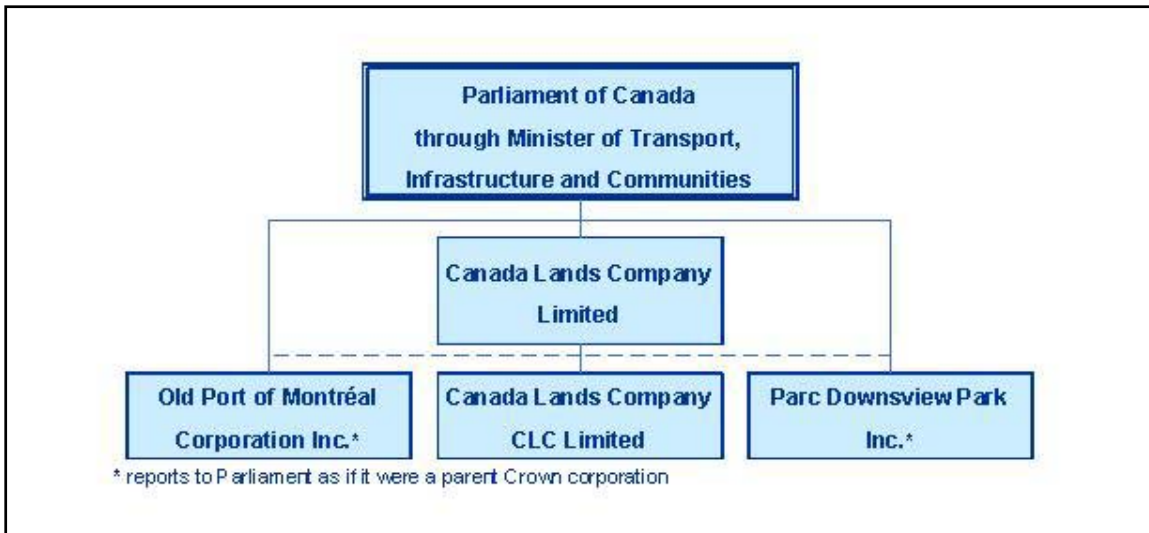 Parliament of Canada
through Minister of Transport,
Infrastructure and Communities
Canada Lands Company
Limited
Old Port of Montréal
Corporation Inc.*
Canada Lands Company
CLC Limited
Parc Downsview Park
Inc.*
* reports to Parliament as if it were a parent Crown corporation